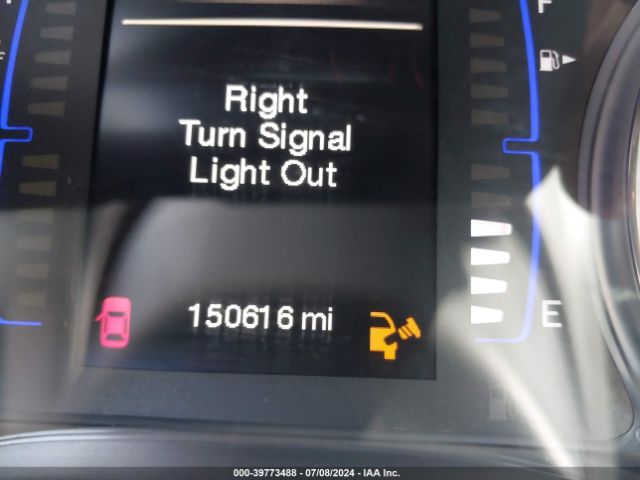 F
Right
Turn Signal
Light Out
150616 mi
E
000-39773488 - 07/08/2024 - IAA Inc.